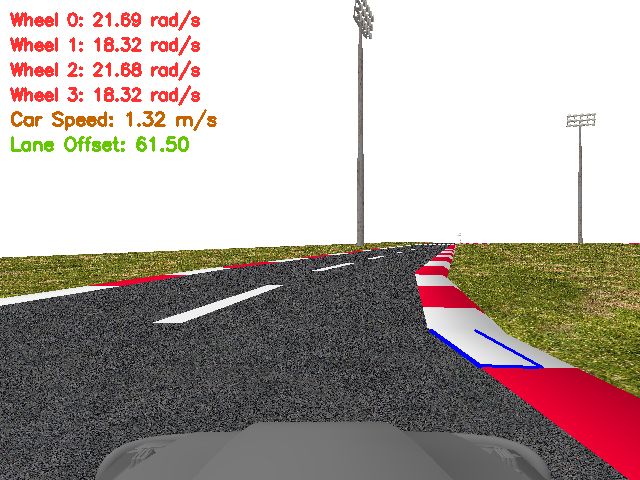 Wheel 0: 21.69 rad/s
Wheel 1: 18.32 rad/s
Wheel 2: 21.68 rad/s
Wheel 3: 18.32 rad/s
Car Speed: 1.32 m/s
Lane Offset: 61.50